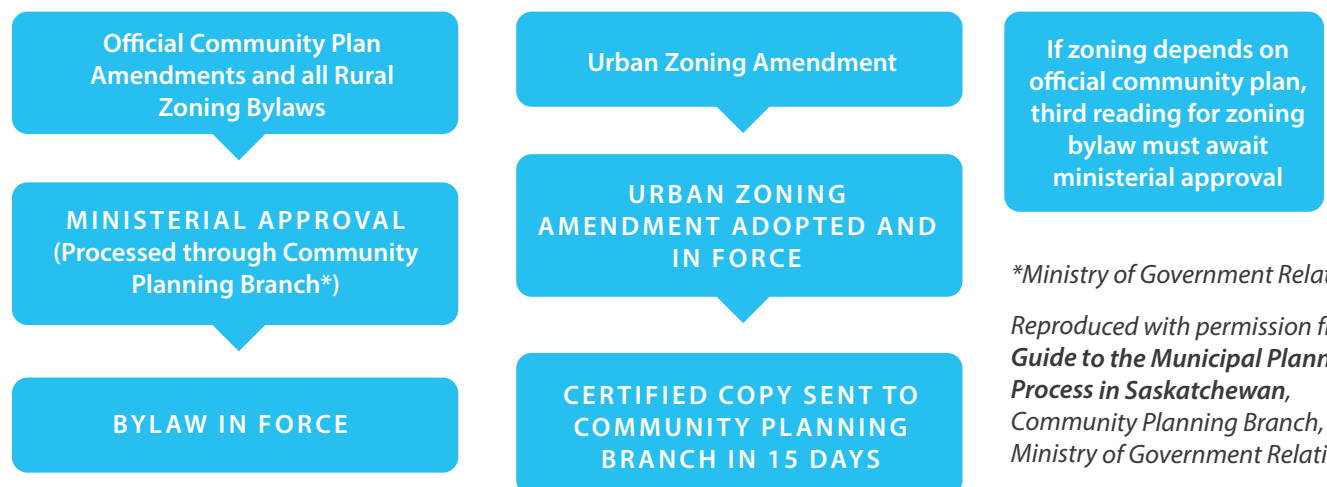 Official Community Plan
Amendments and all Rural
Zoning Bylaws
MINISTERIAL APPROVAL
(Processed through Community
Planning Branch*)
BYLAW IN FORCE
Urban Zoning Amendment
URBAN ZONING
AMENDMENT ADOPTED AND
IN FORCE
CERTIFIED COPY SENT TO
COMMUNITY PLANNING
BRANCH IN 15 DAYS
If zoning depends on
official community plan,
third reading for zoning
bylaw must await
ministerial approval
*Ministry of Government
Reproduced with permission
Guide to the Municipal
Process in Saskatchewan,
Community Planning Branch,
Ministry of Government